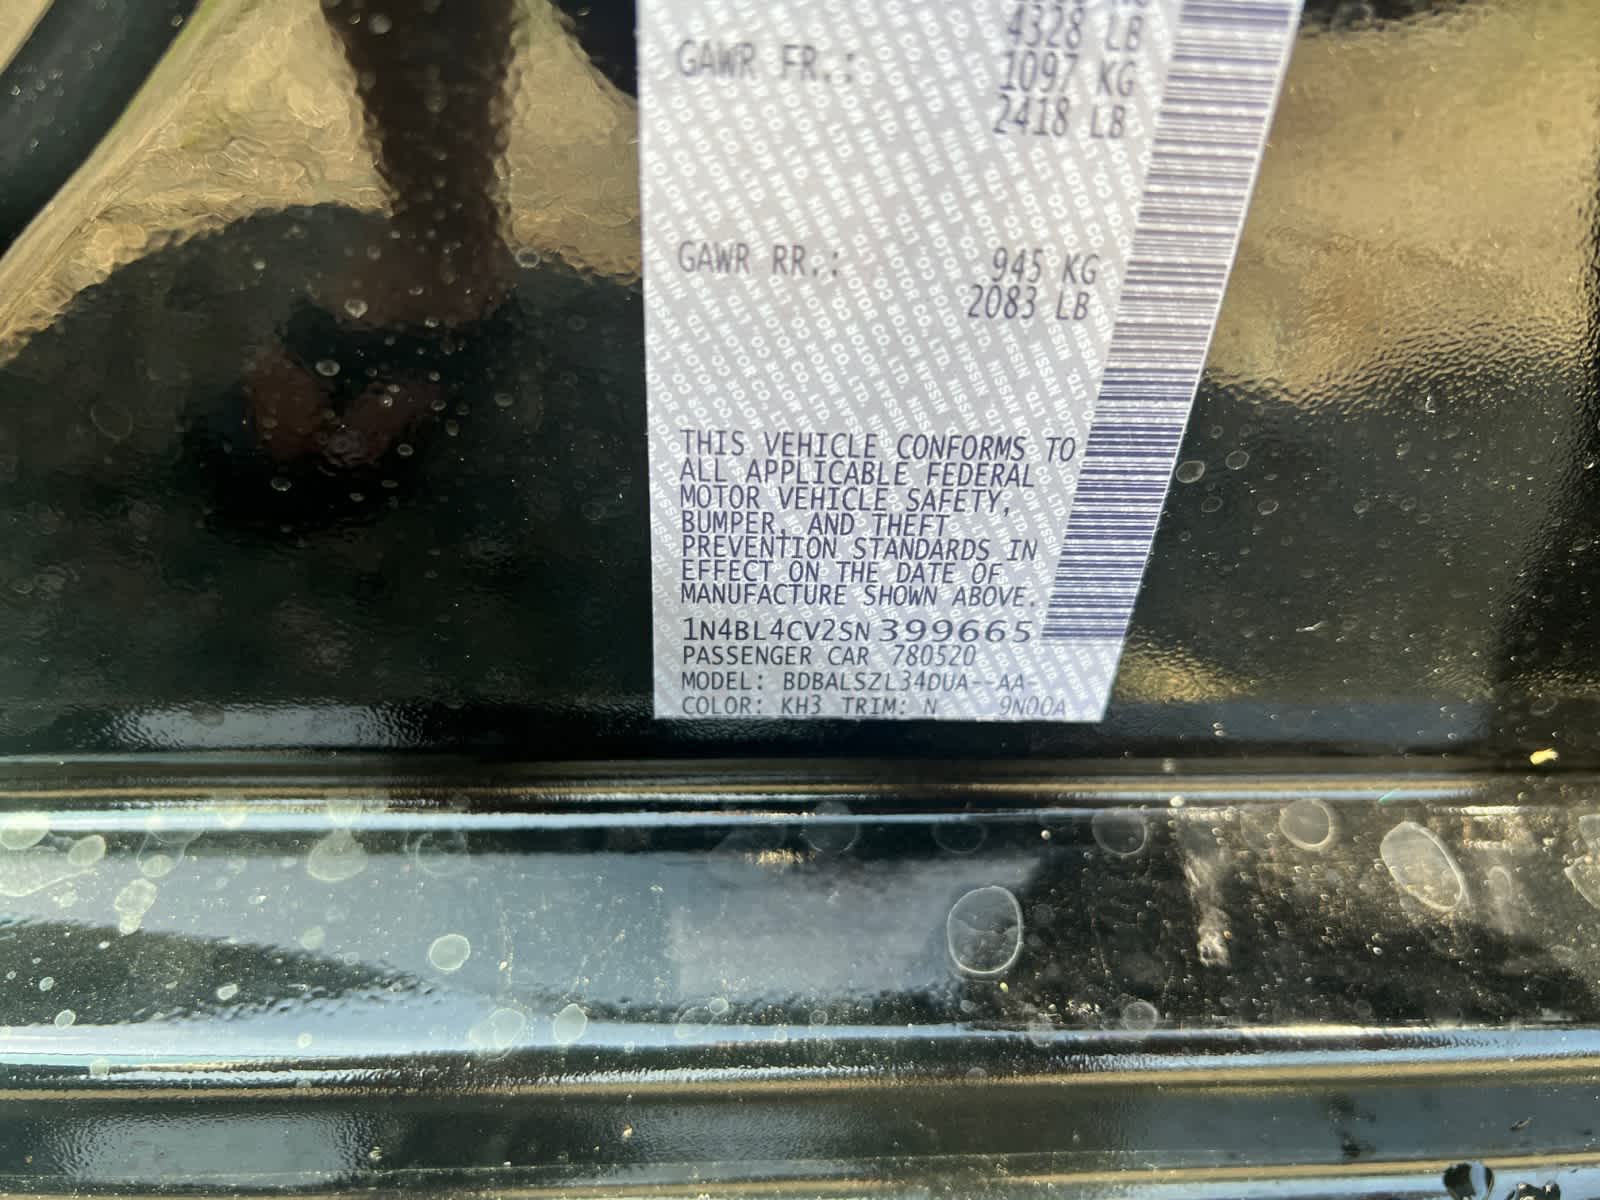 4328 LB
GAWR FR.: 1097 KG
2418 LB
GAWR RR.: 945 KG
2083 LB
THIS VEHICLE CONFORMS TO
ALL APPLICABLE FEDERAL
MOTOR VEHICLE SAFETY,
BUMPER, AND THEFT
PREVENTION STANDARDS IN
EFFECT ON THE DATE OF
MANUFACTURE SHOWN ABOVE.
1N4BL4CV2SN399665
PASSENGER CAR 780520
MODEL: BDBALSZL34DUA--AA-
COLOR: KH3 TRIM: N 9N00A